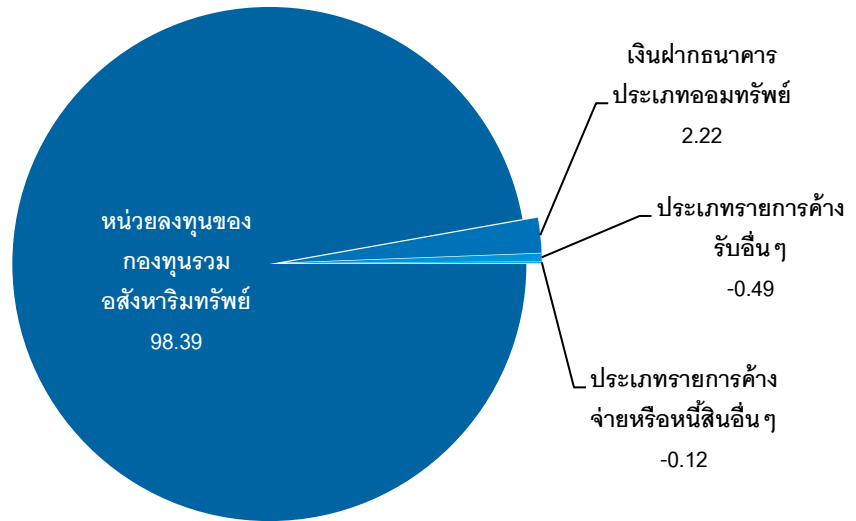 เงินฝากธนาคาร
ประเภทออมทรัพย์
2.22
หน่วยลงทุนของ
กองทุนรวม
อสังหาริมทรัพย์
98.39
ประเภทรายการค้าง
รับอื่น ๆ
-0.49
ประเภทรายการค้าง
จ่ายหรือหนี้สินอื่น ๆ
-0.12